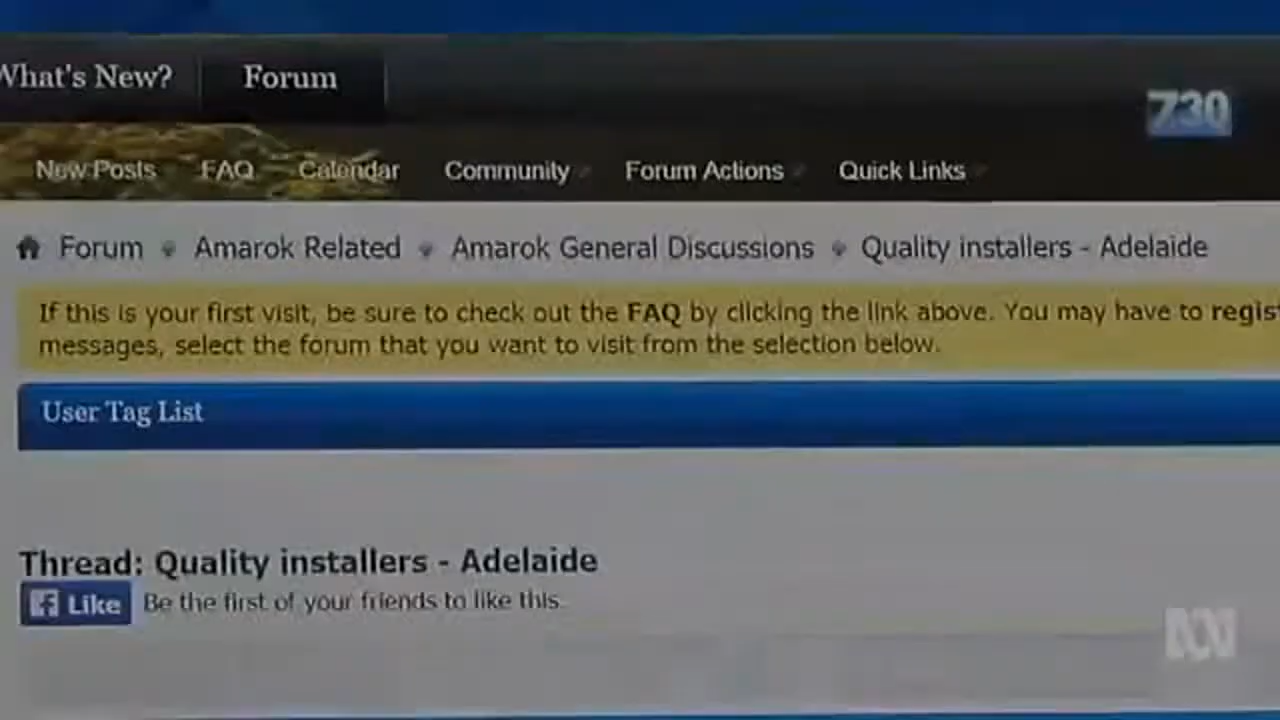 What's New? Forum
730
New Posts FAQ Calendar Community Forum Actions Quick Links
Forum Amarok Related Amarok General Discussions Quality installers - Adelaide
If this is your first visit, be sure to check out the FAQ by clicking the link above. You may have to regis
messages, select the forum that you want to visit from the selection below.
User Tag List
Thread: Quality installers - Adelaide
f Like Be the first of your friends to like this.